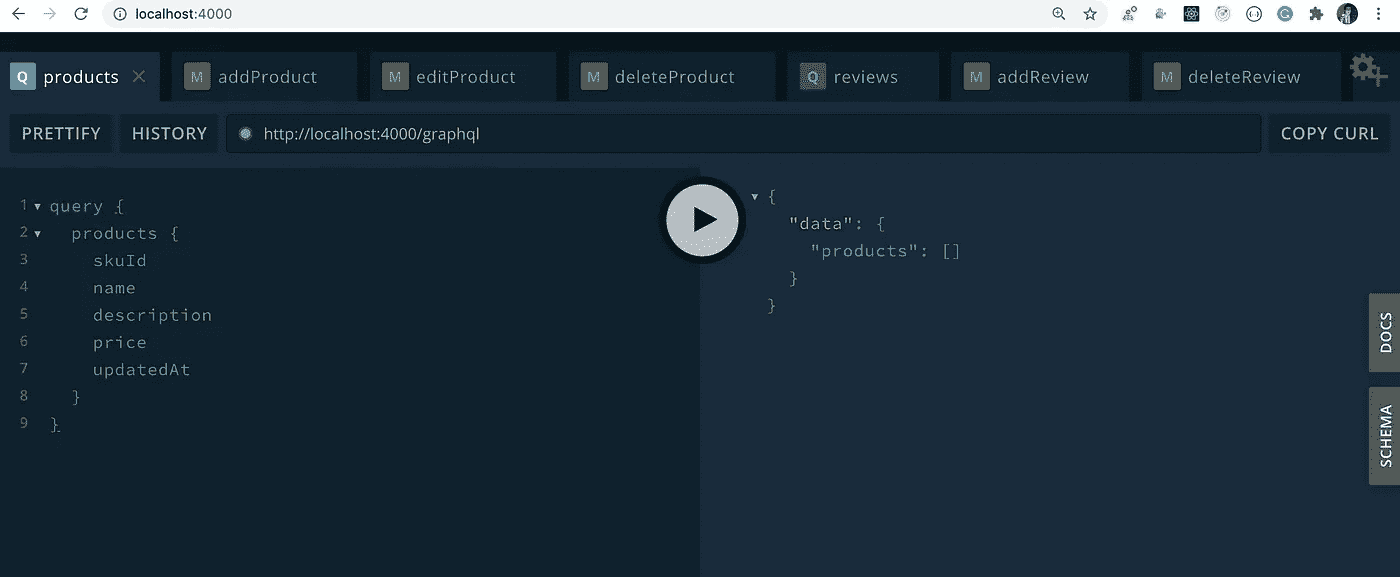 localhost:4000
Q products
M addProduct
M editProduct
M deleteProduct
Q reviews
M addReview
M deleteReview
PRETTIFY
HISTORY
http://localhost:4000/graphql
COPY CURL
1 query {
2 products {
3 skuId
4 name
5 description
6 price
7 updatedAt
8 }
9 }
{
"data": {
"products": []
}
}
DOCS
SCHEMA